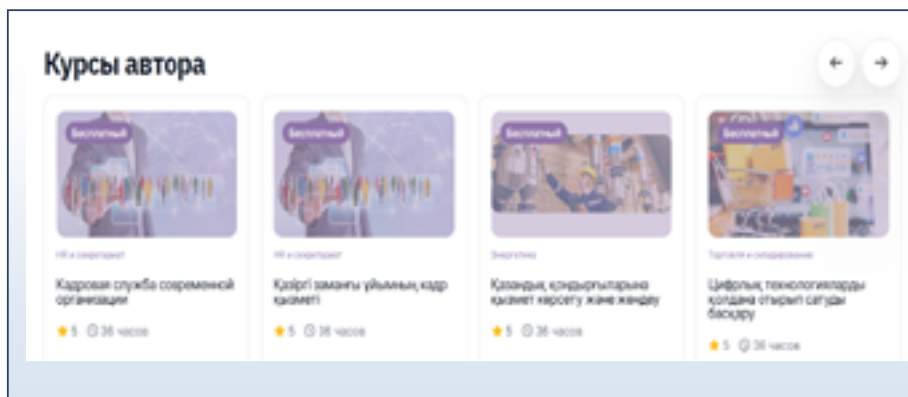 Курсы автора
Бесплатный
HR и секретариат
Кадровая служба современной
организации
5 36 часов
Бесплатный
HR и секретариат
Қазіргі заманғы ұйымның кадр
қызметі
5 36 часов
Бесплатный
Энергетика
Қазандық қондырғыларына
қызмет көрсету және жөндеу
5 36 часов
Бесплатный
Торговля и складирование
Цифрлық технологияларды
қолдана отырып сатуды
басқару
5 36 часов